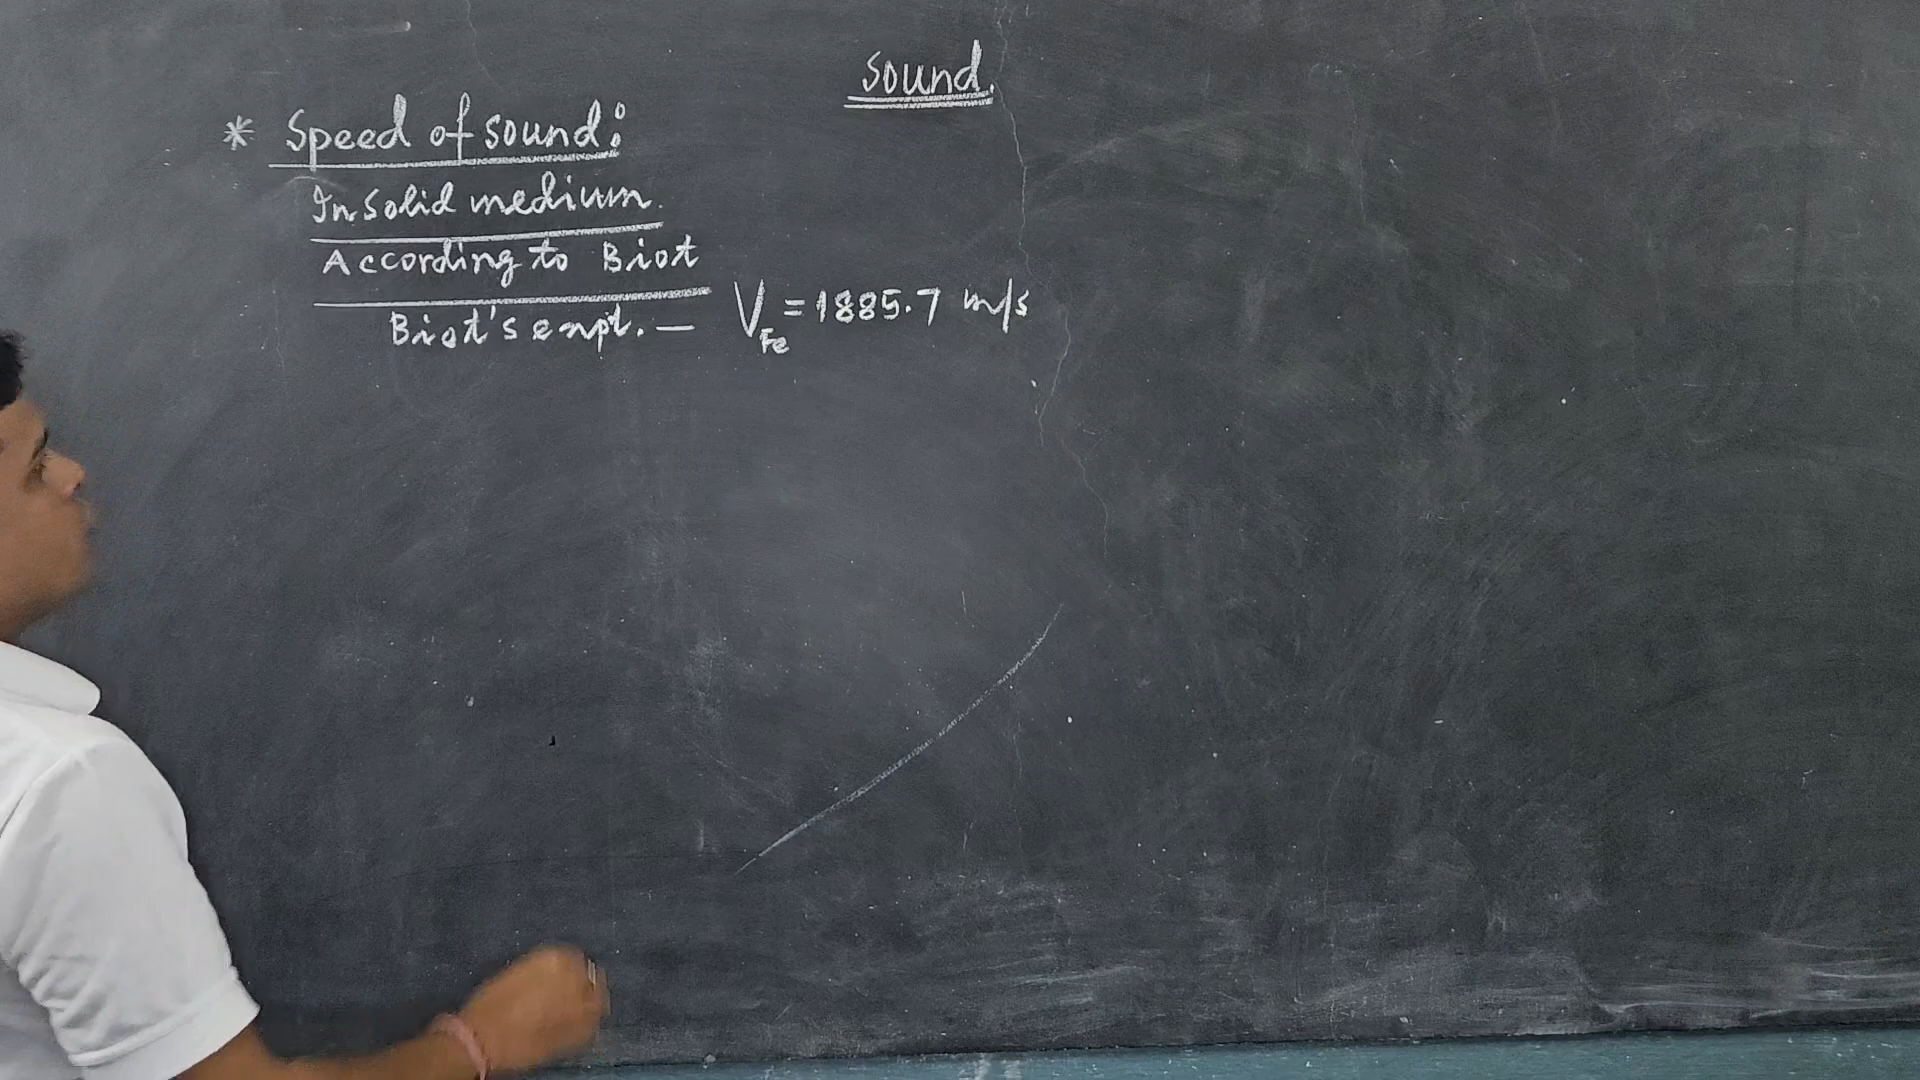 Sound.
* Speed of sound:
In solid medium.
According to Biot
Biot's expt. — V_Fe = 1885.7 m/s